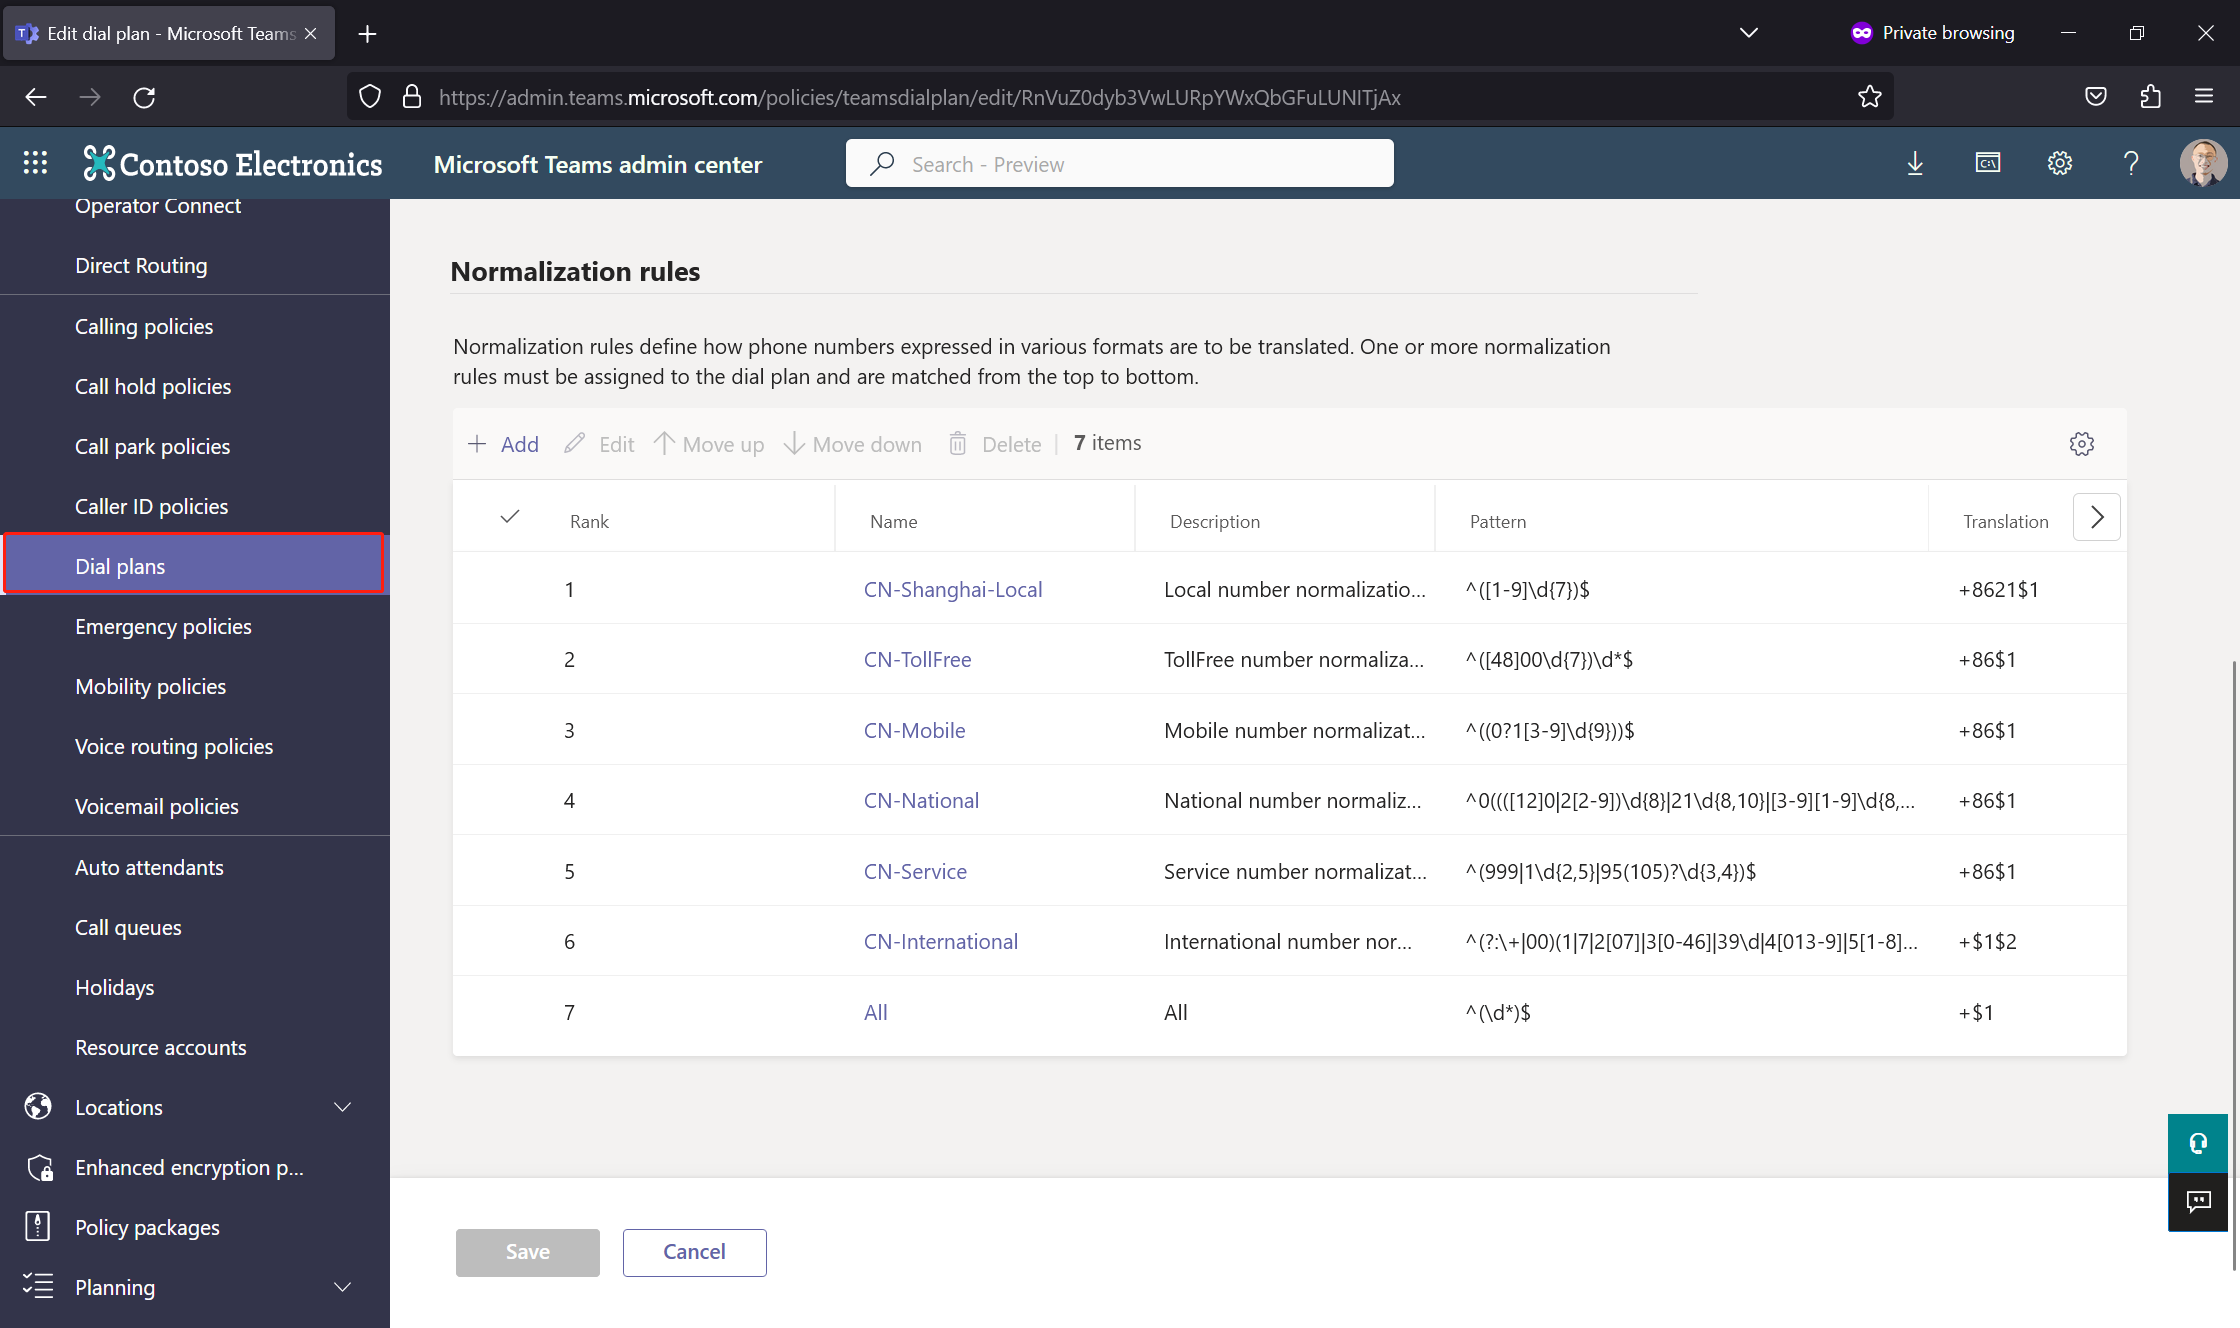 Edit dial plan - Microsoft Teams
Private browsing
https://admin.teams.microsoft.com/policies/teamsdialplan/edit/RnVuZ0dyb3VwLURpYWxQbGFuLUNITjAx
Contoso Electronics
Microsoft Teams admin center
Search - Preview
Operator Connect
Direct Routing
Calling policies
Call hold policies
Call park policies
Caller ID policies
Dial plans
Emergency policies
Mobility policies
Voice routing policies
Voicemail policies
Auto attendants
Call queues
Holidays
Resource accounts
Locations
Enhanced encryption p...
Policy packages
Planning
Normalization rules
Normalization rules define how phone numbers expressed in various formats are to be translated. One or more normalization
rules must be assigned to the dial plan and are matched from the top to bottom.
Add Edit Move up Move down Delete | 7 items
Rank Name Description Pattern Translation
1 CN-Shanghai-Local Local number normalizatio... ^([1-9]\d{7})$ +8621$1
2 CN-TollFree TollFree number normaliza... ^([48]00\d{7})\d*$ +86$1
3 CN-Mobile Mobile number normalizat... ^((0?1[3-9]\d{9}))$ +86$1
4 CN-National National number normaliz... ^0((([12]0|2[2-9])\d{8}|21\d{8,10}|[3-9][1-9]\d{8,... +86$1
5 CN-Service Service number normalizat... ^(999|1\d{2,5}|95(105)?\d{3,4})$ +86$1
6 CN-International International number nor... ^(?:\+|00)(1|7|2[07]|3[0-46]|39\d|4[013-9]|5[1-8]... +$1$2
7 All All ^(\d*)$ +$1
Save Cancel